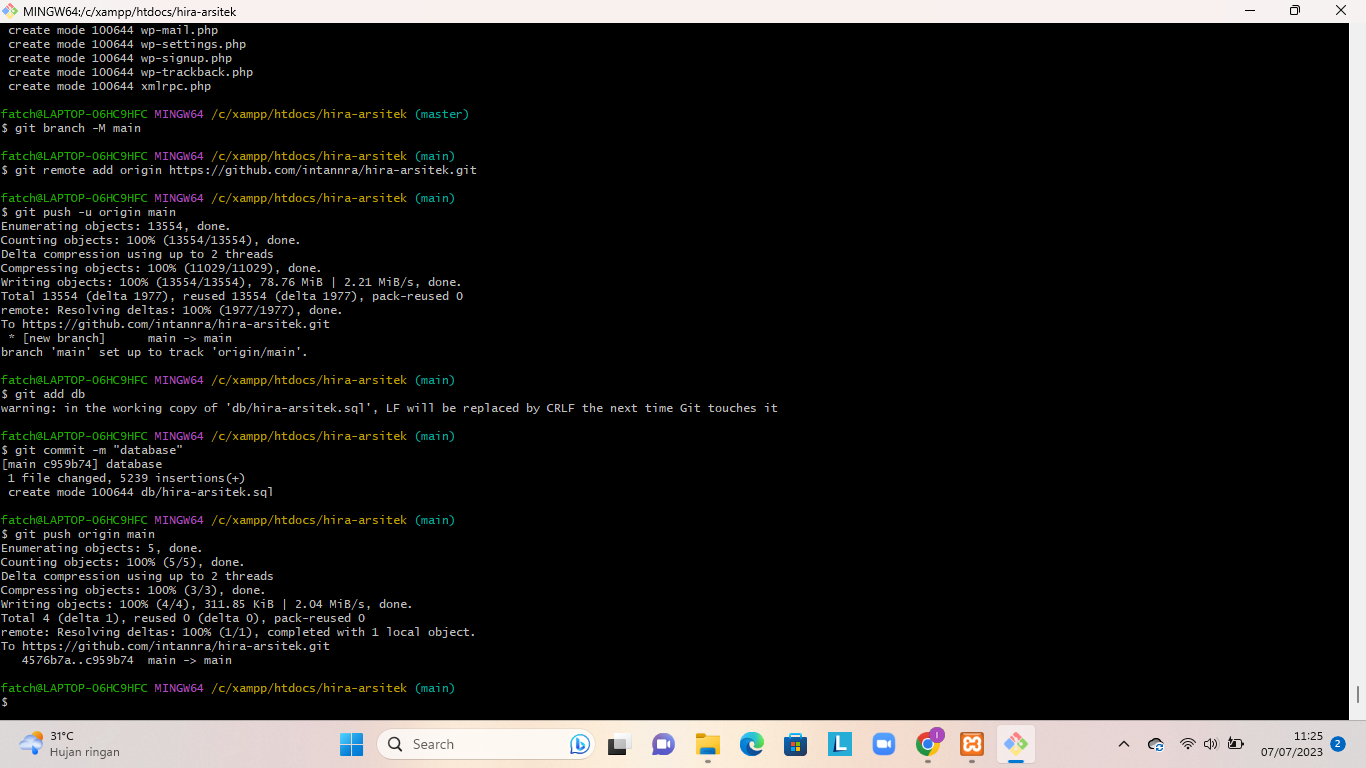 MINGW64:/c/xampp/htdocs/hira-arsitek
create mode 100644 wp-mail.php
create mode 100644 wp-settings.php
create mode 100644 wp-signup.php
create mode 100644 wp-trackback.php
create mode 100644 xmlrpc.php
fatch@LAPTOP-O6HC9HFC MINGW64 /c/xampp/htdocs/hira-arsitek (master)
$ git branch -M main
fatch@LAPTOP-O6HC9HFC MINGW64 /c/xampp/htdocs/hira-arsitek (main)
$ git remote add origin https://github.com/intannra/hira-arsitek.git
fatch@LAPTOP-O6HC9HFC MINGW64 /c/xampp/htdocs/hira-arsitek (main)
$ git push -u origin main
Enumerating objects: 13554, done.
Counting objects: 100% (13554/13554), done.
Delta compression using up to 2 threads
Compressing objects: 100% (11029/11029), done.
Writing objects: 100% (13554/13554), 78.76 MiB | 2.21 MiB/s, done.
Total 13554 (delta 1977), reused 13554 (delta 1977), pack-reused 0
remote: Resolving deltas: 100% (1977/1977), done.
To https://github.com/intannra/hira-arsitek.git
* [new branch]      main -> main
branch 'main' set up to track 'origin/main'.
fatch@LAPTOP-O6HC9HFC MINGW64 /c/xampp/htdocs/hira-arsitek (main)
$ git add db
warning: in the working copy of 'db/hira-arsitek.sql', LF will be replaced by CRLF the next time Git touches it
fatch@LAPTOP-O6HC9HFC MINGW64 /c/xampp/htdocs/hira-arsitek (main)
$ git commit -m "database"
[main c959b74] database
1 file changed, 5239 insertions(+)
create mode 100644 db/hira-arsitek.sql
fatch@LAPTOP-O6HC9HFC MINGW64 /c/xampp/htdocs/hira-arsitek (main)
$ git push origin main
Enumerating objects: 5, done.
Counting objects: 100% (5/5), done.
Delta compression using up to 2 threads
Compressing objects: 100% (3/3), done.
Writing objects: 100% (4/4), 311.85 KiB | 2.04 MiB/s, done.
Total 4 (delta 1), reused 0 (delta 0), pack-reused 0
remote: Resolving deltas: 100% (1/1), completed with 1 local object.
To https://github.com/intannra/hira-arsitek.git
4576b7a..c959b74  main -> main
fatch@LAPTOP-O6HC9HFC MINGW64 /c/xampp/htdocs/hira-arsitek (main)
$
31°C
Hujan ringan
Search
L
11:25
07/07/2023
2